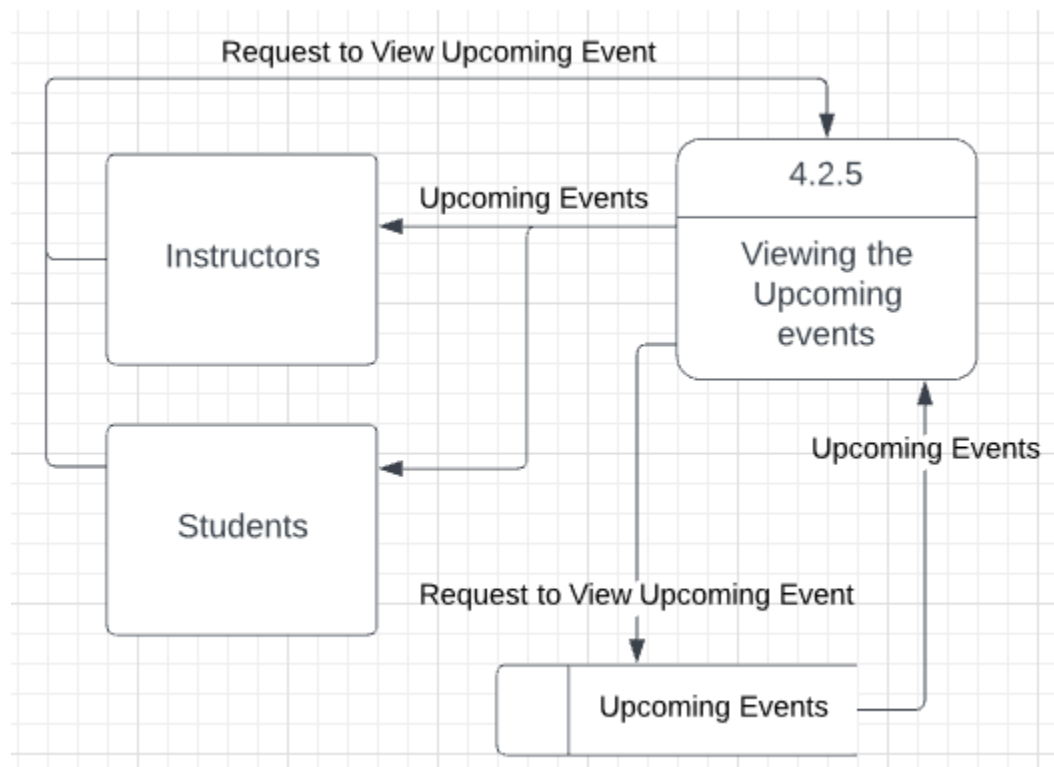 Request to View Upcoming Event
4.2.5
Upcoming Events
Instructors
Viewing the
Upcoming
events
Upcoming Events
Students
Request to View Upcoming Event
Upcoming Events